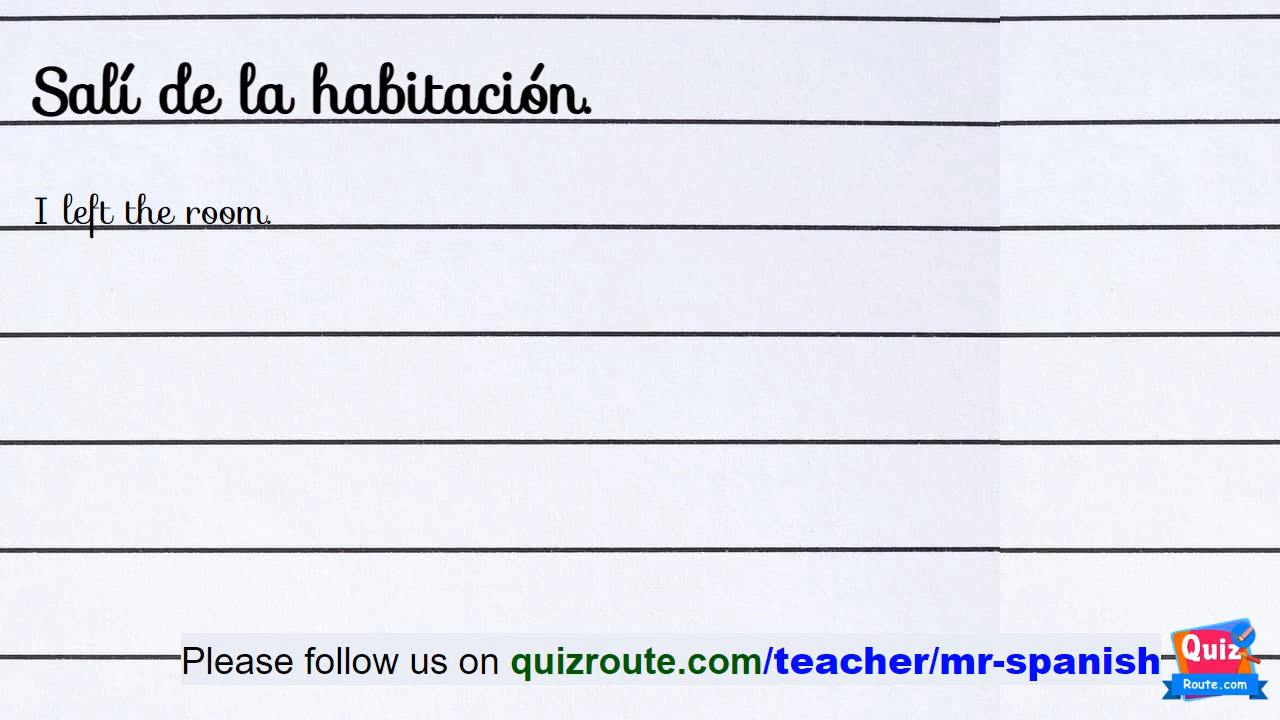 Salí de la habitación.
I left the room.
Please follow us on quizroute.com/teacher/mr-spanish
Quiz
Route.com